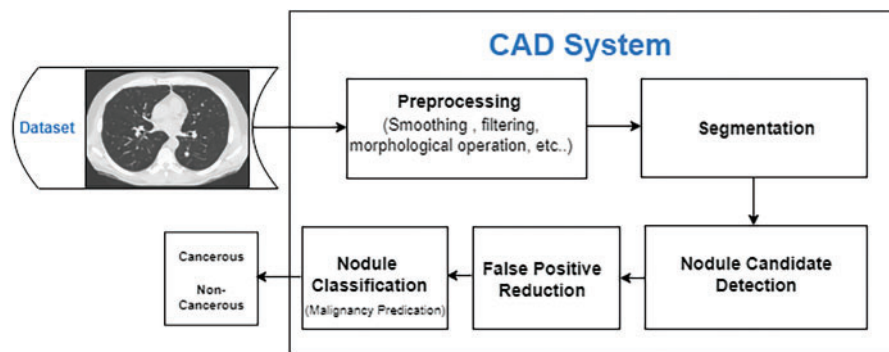 CAD System
Dataset
Preprocessing
(Smoothing , filtering,
morphological operation, etc..)
Segmentation
Nodule Candidate
Detection
False Positive
Reduction
Nodule
Classification
(Malignancy Predication)
Cancerous
Non-
Cancerous